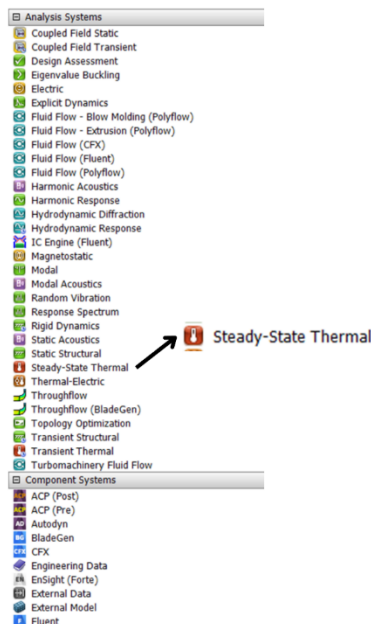 Analysis Systems
Coupled Field Static
Coupled Field Transient
Design Assessment
Eigenvalue Buckling
Electric
Explicit Dynamics
Fluid Flow - Blow Molding (Polyflow)
Fluid Flow - Extrusion (Polyflow)
Fluid Flow (CFX)
Fluid Flow (Fluent)
Fluid Flow (Polyflow)
Harmonic Acoustics
Harmonic Response
Hydrodynamic Diffraction
Hydrodynamic Response
IC Engine (Fluent)
Magnetostatic
Modal
Modal Acoustics
Random Vibration
Response Spectrum
Rigid Dynamics
Static Acoustics
Static Structural
Steady-State Thermal
Steady-State Thermal
Thermal-Electric
Throughflow
Throughflow (BladeGen)
Topology Optimization
Transient Structural
Transient Thermal
Turbomachinery Fluid Flow
Component Systems
ACP ACP (Post)
ACP ACP (Pre)
AD Autodyn
BG BladeGen
CFX CFX
Engineering Data
EnSight (Forte)
External Data
External Model
Fluent